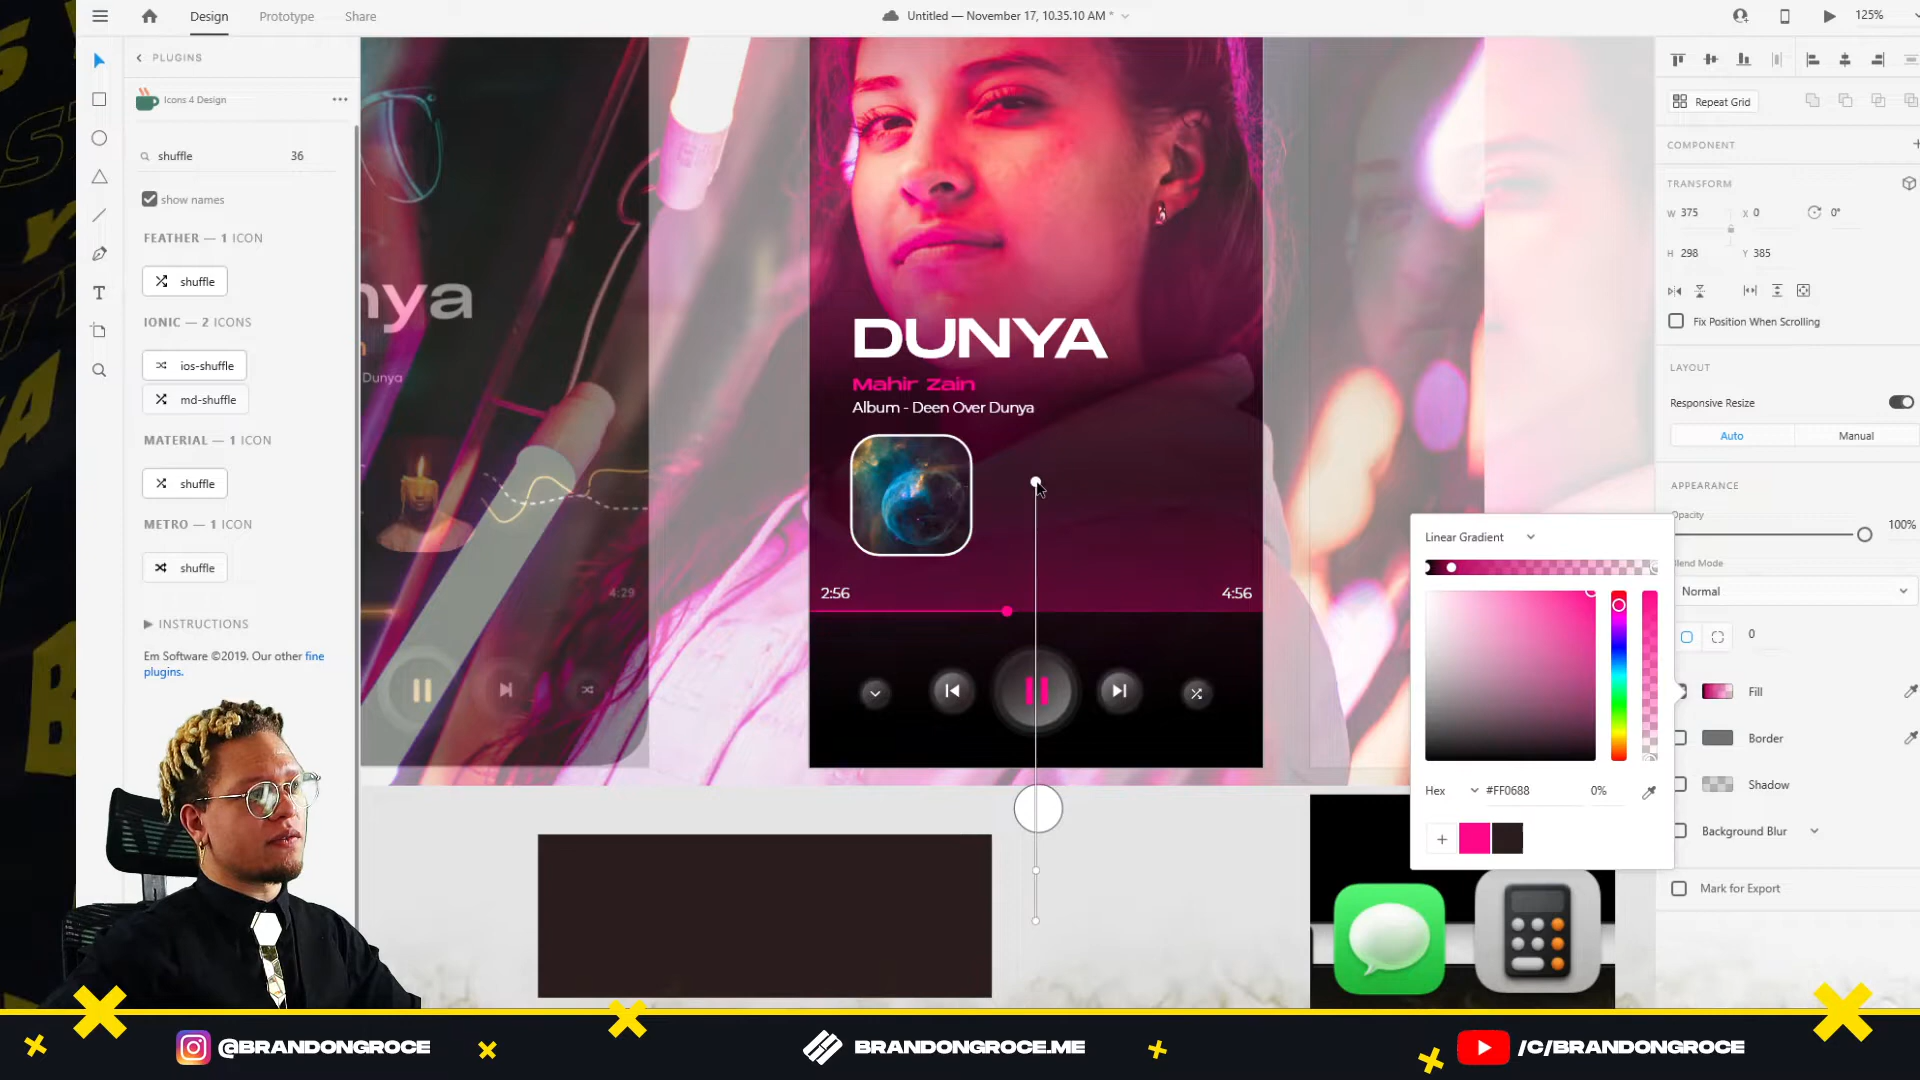 Design Prototype Share
Untitled — November 17, 10.35.10 AM *
125%
PLUGINS
Icons 4 Design
shuffle 36
show names
FEATHER — 1 ICON
shuffle
IONIC — 2 ICONS
ios-shuffle
md-shuffle
MATERIAL — 1 ICON
shuffle
METRO — 1 ICON
shuffle
INSTRUCTIONS
Em Software ©2019. Our other fine
plugins.
nya
Dunya
4:29
DUNYA
Mahir Zain
Album - Deen Over Dunya
2:56 4:56
Repeat Grid
COMPONENT
TRANSFORM
W 375 X 0 0°
H 298 Y 385
Fix Position When Scrolling
LAYOUT
Responsive Resize
Auto Manual
APPEARANCE
Opacity
100%
Blend Mode
Normal
0
Fill
Border
Shadow
Background Blur
Mark for Export
Linear Gradient
Hex #FF0688 0%
@BRANDONGROCE BRANDONGROCE.ME /C/BRANDONGROCE